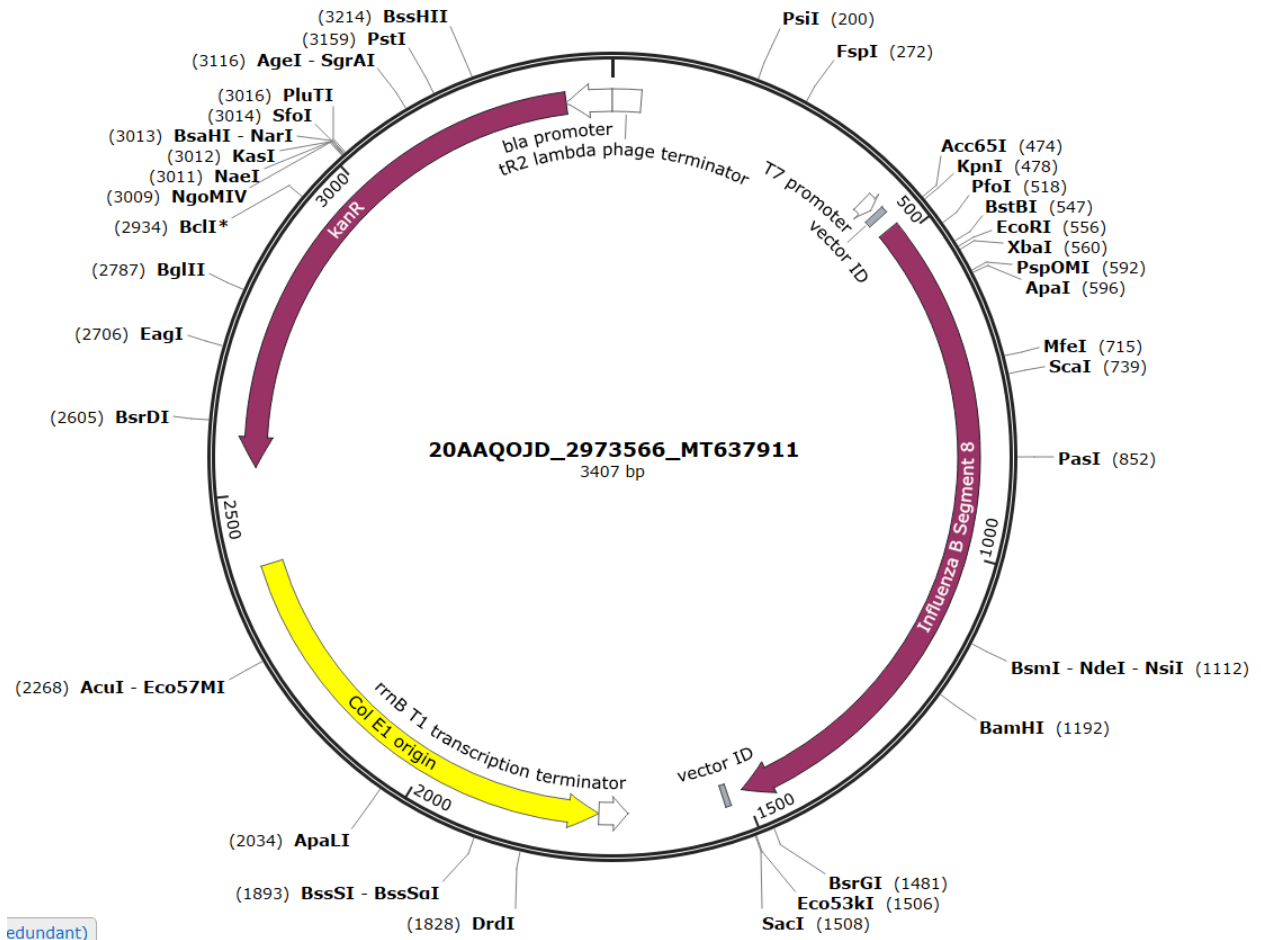 (3214) BssHII
(3159) PstI
(3116) AgeI - SgrAI
(3016) PluTI
(3014) SfoI
(3013) BsaHI - NarI
(3012) KasI
(3011) NaeI
(3009) NgoMIV
(2934) BclI*
(2787) BglII
(2706) EagI
(2605) BsrDI
(2268) AcuI - Eco57MI
(2034) ApaLI
(1893) BssSI - BssSαI
(1828) DrdI
PsiI (200)
FspI (272)
Acc65I (474)
KpnI (478)
PfoI (518)
BstBI (547)
EcoRI (556)
XbaI (560)
PspOMI (592)
ApaI (596)
MfeI (715)
ScaI (739)
PasI (852)
BsmI - NdeI - NsiI (1112)
BamHI (1192)
BsrGI (1481)
Eco53kI (1506)
SacI (1508)
bla promoter
tR2 lambda phage terminator
T7 promoter
vector ID
kanR
Influenza B Segment 8
500
1000
1500
2000
2500
3000
20AAQOJD_2973566_MT637911
3407 bp
vector ID
rrnB T1 transcription terminator
Col E1 origin
edundant)